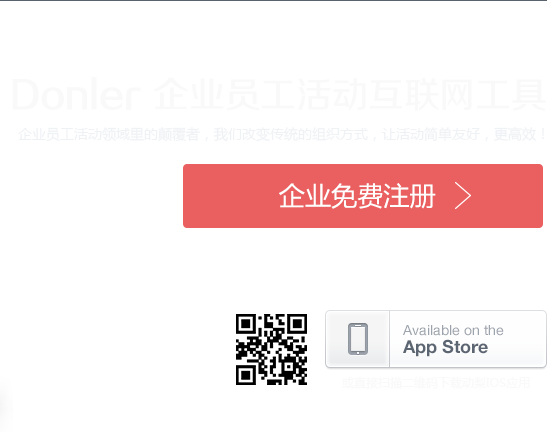 Donler 企业员工活动互联网工具
企业员工活动领域里的颠覆者，我们改变传统的组织方式，让活动简单友好，更高效！
企业免费注册
Available on the
App Store